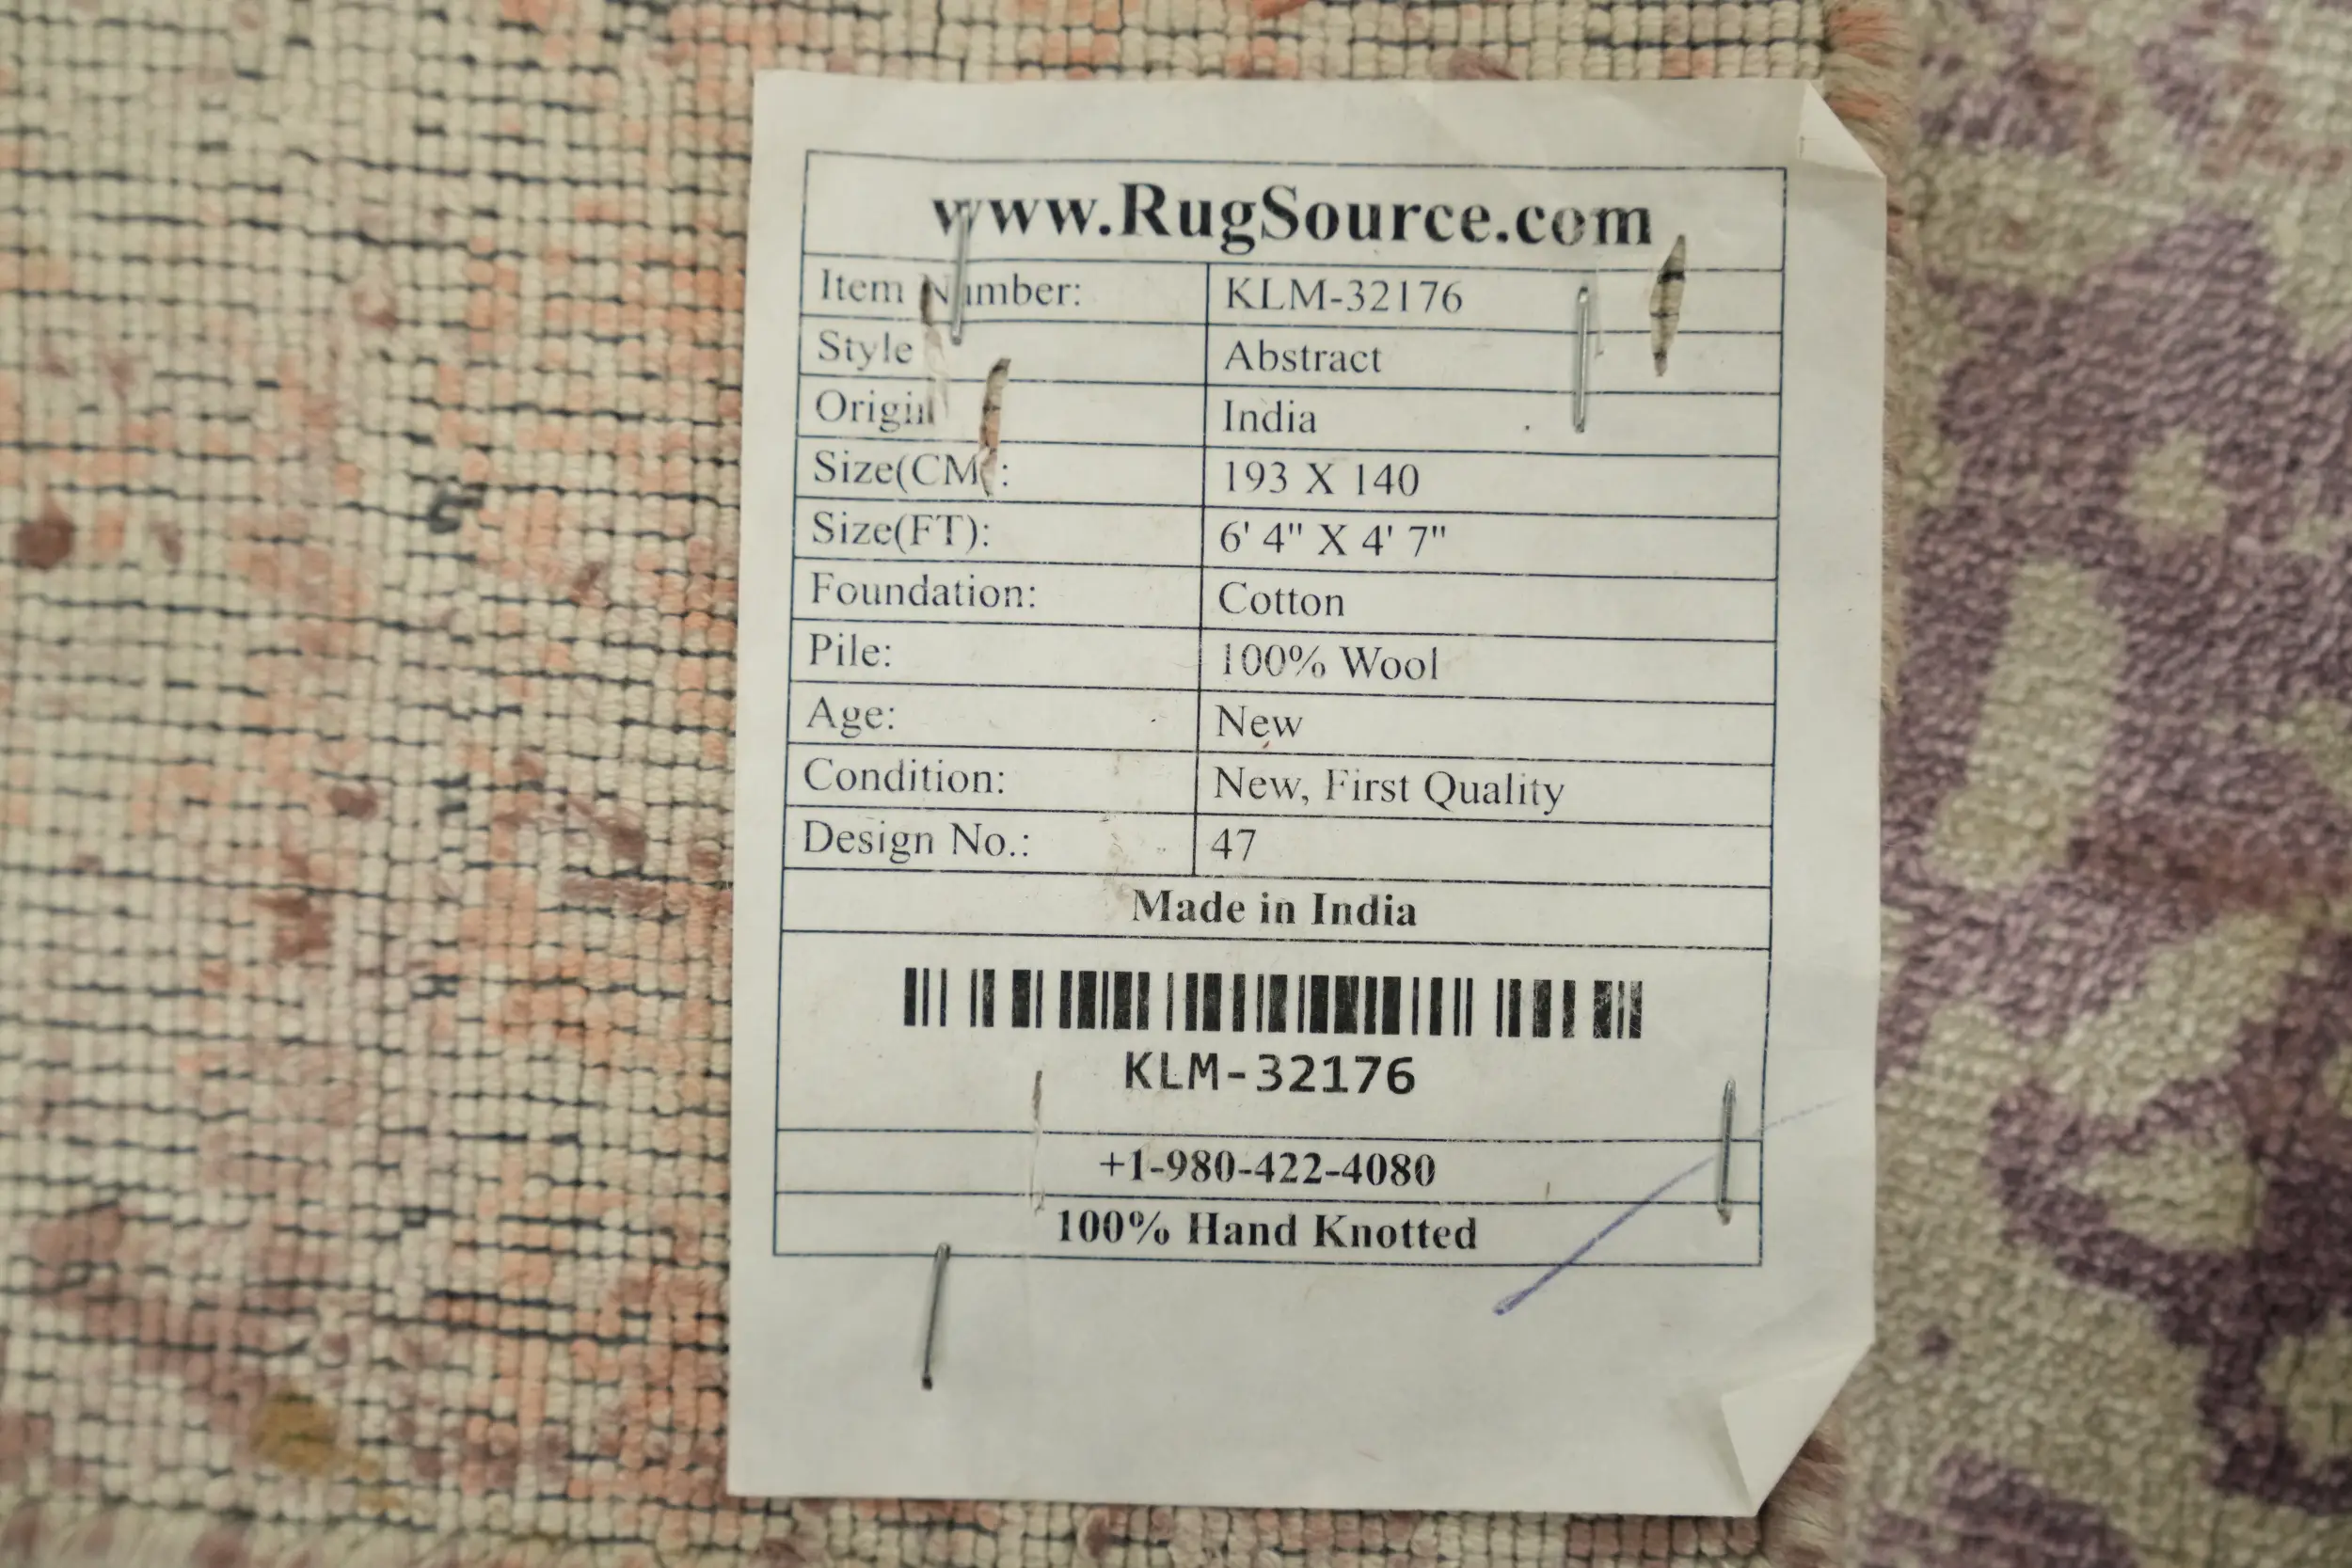 www.RugSource.com
Item Number: KLM-32176
Style Abstract
Origin India
Size(CM): 193 X 140
Size(FT): 6' 4" X 4' 7"
Foundation: Cotton
Pile: 100% Wool
Age: New
Condition: New, First Quality
Design No.: 47
Made in India
KLM-32176
+1-980-422-4080
100% Hand Knotted